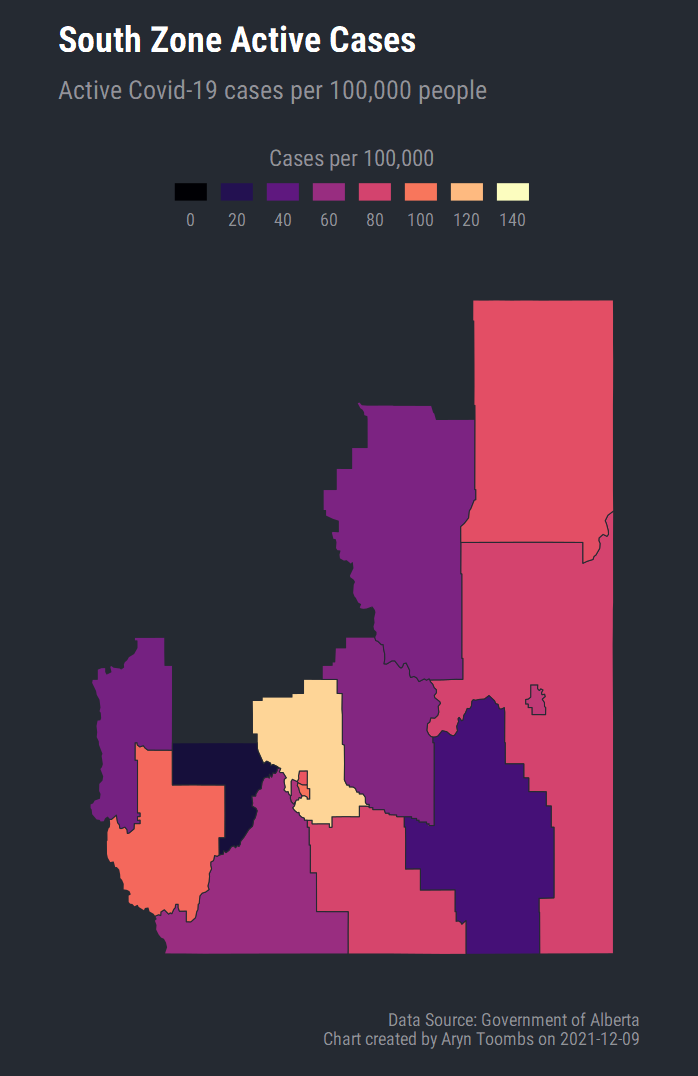 South Zone Active Cases
Active Covid-19 cases per 100,000 people
Cases per 100,000
0 20 40 60 80 100 120 140
Data Source: Government of Alberta
Chart created by Aryn Toombs on 2021-12-09